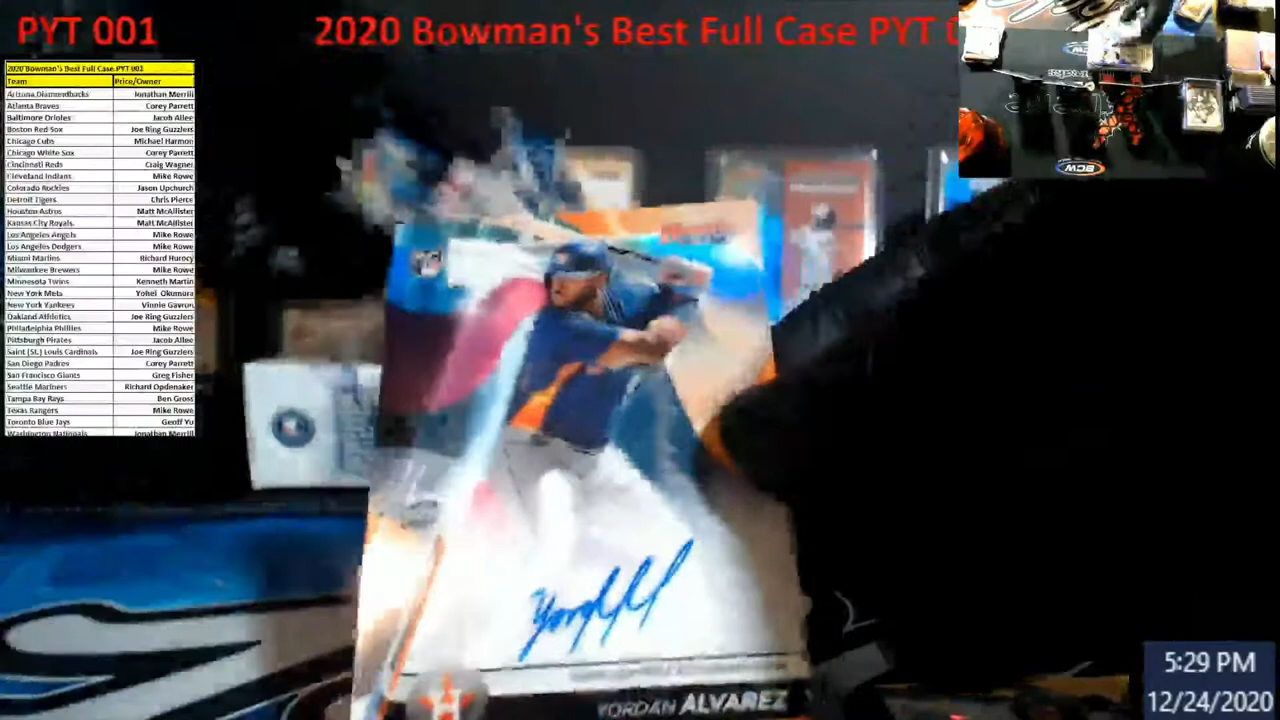 PYT 001
2020 Bowman's Best Full Case PYT
2020 Bowman's Best Full Case PYT 001
Team Price/Owner
Arizona Diamondbacks Jonathan Merrill
Atlanta Braves Corey Parrett
Baltimore Orioles Jacob Allee
Boston Red Sox Joe Ring Guzzlers
Chicago Cubs Michael Harmon
Chicago White Sox Corey Parrett
Cincinnati Reds Craig Wagner
Cleveland Indians Mike Rowe
Colorado Rockies Jason Upchurch
Detroit Tigers Chris Pierce
Houston Astros Matt McAllister
Kansas City Royals Matt McAllister
Los Angeles Angels Mike Rowe
Los Angeles Dodgers Mike Rowe
Miami Marlins Richard Hurocy
Milwaukee Brewers Mike Rowe
Minnesota Twins Kenneth Martin
New York Mets Yohei Okumura
New York Yankees Vinnie Gavron
Oakland Athletics Joe Ring Guzzlers
Philadelphia Phillies Mike Rowe
Pittsburgh Pirates Jacob Allee
Saint (St.) Louis Cardinals Joe Ring Guzzlers
San Diego Padres Corey Parrett
San Francisco Giants Greg Fisher
Seattle Mariners Richard Opdenaker
Tampa Bay Rays Ben Gross
Texas Rangers Mike Rowe
Toronto Blue Jays Geoff Yu
Washington Nationals Jonathan Merrill
BCW
YORDAN ALVAREZ
5:29 PM
12/24/2020